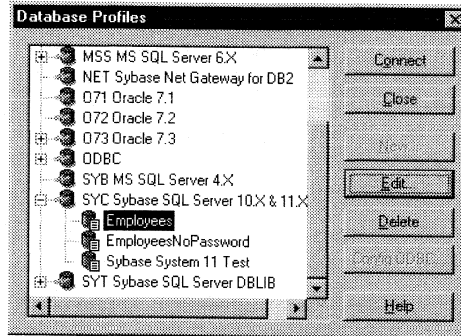 Database Profiles
MSS MS SQL Server 6.X
NET Sybase Net Gateway for DB2
O71 Oracle 7.1
O72 Oracle 7.2
O73 Oracle 7.3
ODBC
SYB MS SQL Server 4.X
SYC Sybase SQL Server 10.X & 11.X
Employees
EmployeesNoPassword
Sybase System 11 Test
SYT Sybase SQL Server DBLIB
Connect
Close
New...
Edit...
Delete
Config ODBC...
Help